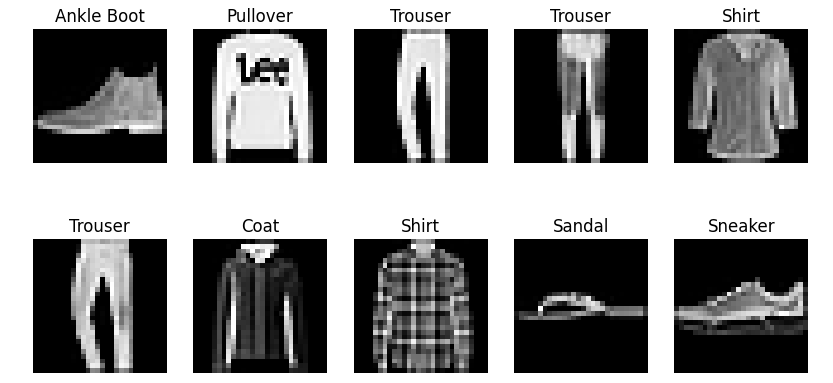 Ankle Boot Pullover Trouser Trouser Shirt
Lee
Trouser Coat Shirt Sandal Sneaker